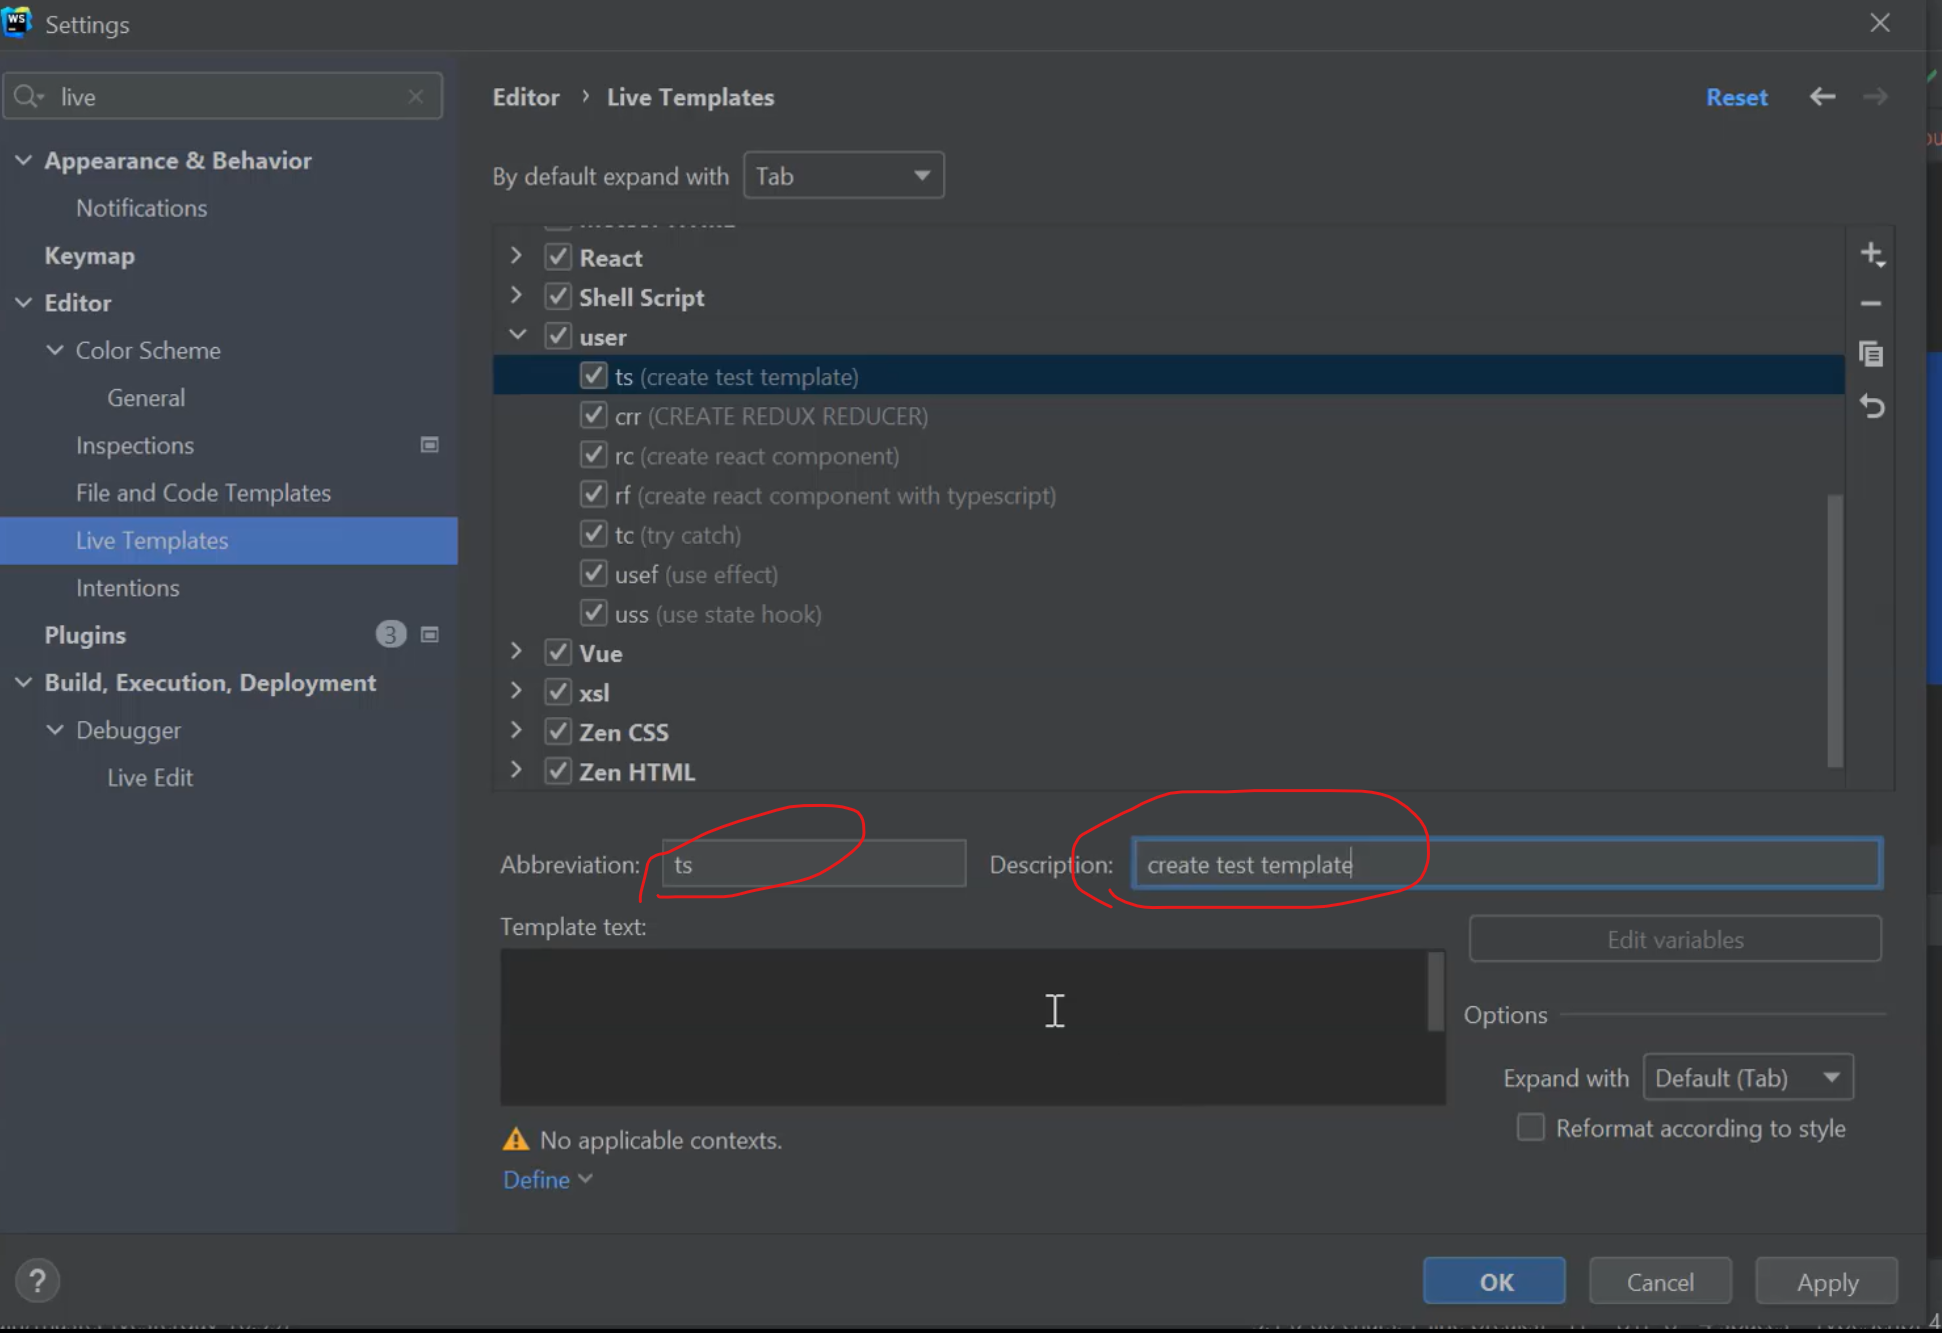 WS Settings
live
Appearance & Behavior
Notifications
Keymap
Editor
Color Scheme
General
Inspections
File and Code Templates
Live Templates
Intentions
Plugins 3
Build, Execution, Deployment
Debugger
Live Edit
Editor › Live Templates
Reset
By default expand with Tab
React
Shell Script
user
ts (create test template)
crr (CREATE REDUX REDUCER)
rc (create react component)
rf (create react component with typescript)
tc (try catch)
usef (use effect)
uss (use state hook)
Vue
xsl
Zen CSS
Zen HTML
Abbreviation: ts Description: create test template
Template text:
Edit variables
Options
Expand with Default (Tab)
Reformat according to style
No applicable contexts.
Define
? OK Cancel Apply